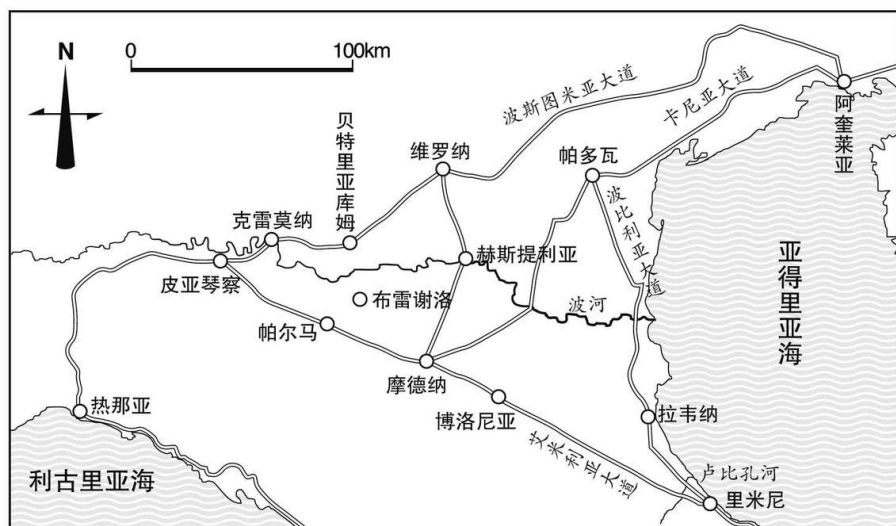 N
0
100km
波斯图米亚大道
卡尼亚大道
阿奎莱亚
贝特里亚库姆
维罗纳
帕多瓦
波比利亚大道
克雷莫纳
赫斯提利亚
皮亚琴察
布雷谢洛
波河
亚得里亚海
帕尔马
摩德纳
热那亚
博洛尼亚
拉韦纳
艾米利亚大道
利古里亚海
卢比孔河
里米尼